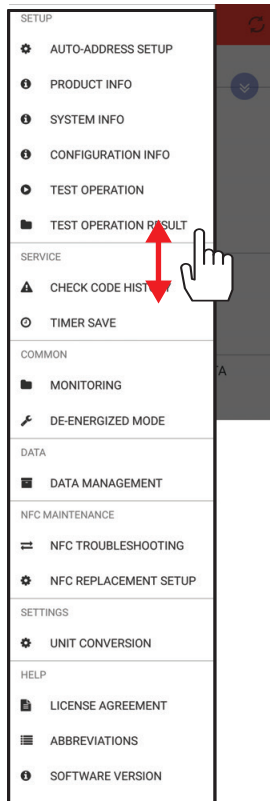 SETUP
AUTO-ADDRESS SETUP
PRODUCT INFO
SYSTEM INFO
CONFIGURATION INFO
TEST OPERATION
TEST OPERATION RESULT
SERVICE
CHECK CODE HISTORY
TIMER SAVE
COMMON
MONITORING
DE-ENERGIZED MODE
DATA
DATA MANAGEMENT
NFC MAINTENANCE
NFC TROUBLESHOOTING
NFC REPLACEMENT SETUP
SETTINGS
UNIT CONVERSION
HELP
LICENSE AGREEMENT
ABBREVIATIONS
SOFTWARE VERSION